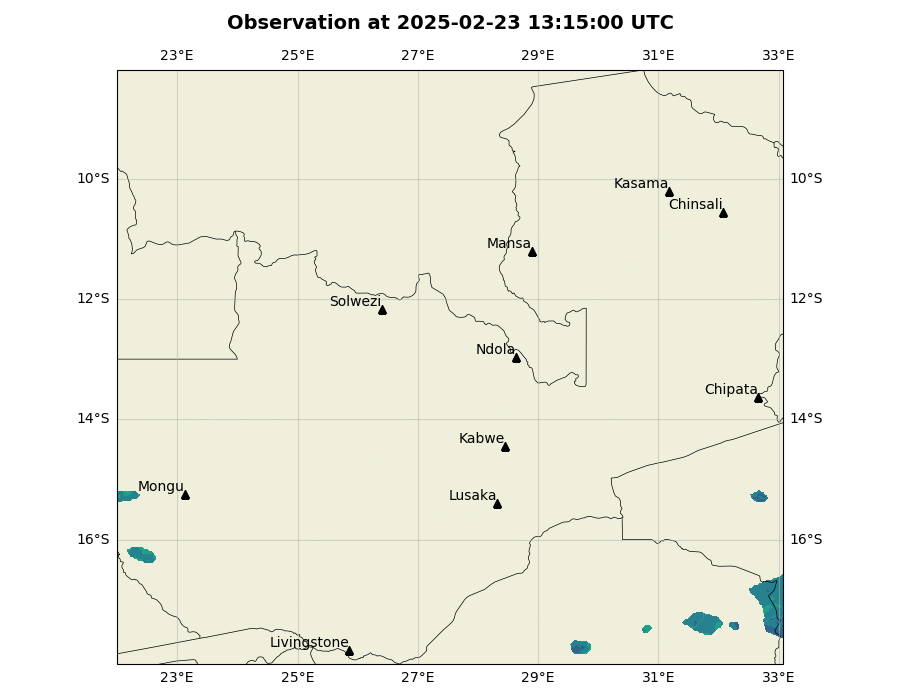 Observation at 2025-02-23 13:15:00 UTC
23°E 25°E 27°E 29°E 31°E 33°E
10°S 10°S
Kasama
Chinsali
Mansa
12°S 12°S
Solwezi
Ndola
Chipata
14°S 14°S
Kabwe
Mongu
Lusaka
16°S 16°S
Livingstone
23°E 25°E 27°E 29°E 31°E 33°E